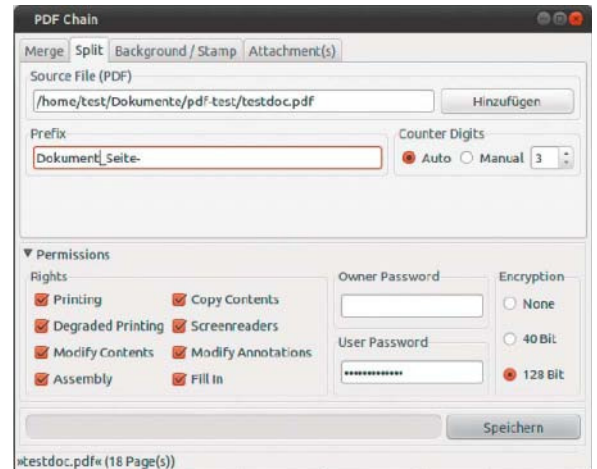 PDF Chain
Merge Split Background / Stamp Attachment(s)
Source File (PDF)
/home/test/Dokumente/pdf-test/testdoc.pdf Hinzufügen
Prefix Counter Digits
Dokument_Seite- Auto Manual 3
Permissions
Rights Owner Password Encryption
Printing Copy Contents None
Degraded Printing Screenreaders
User Password 40 Bit
Modify Contents Modify Annotations
Assembly Fill In 128 Bit
Speichern
»testdoc.pdf« (18 Page(s))